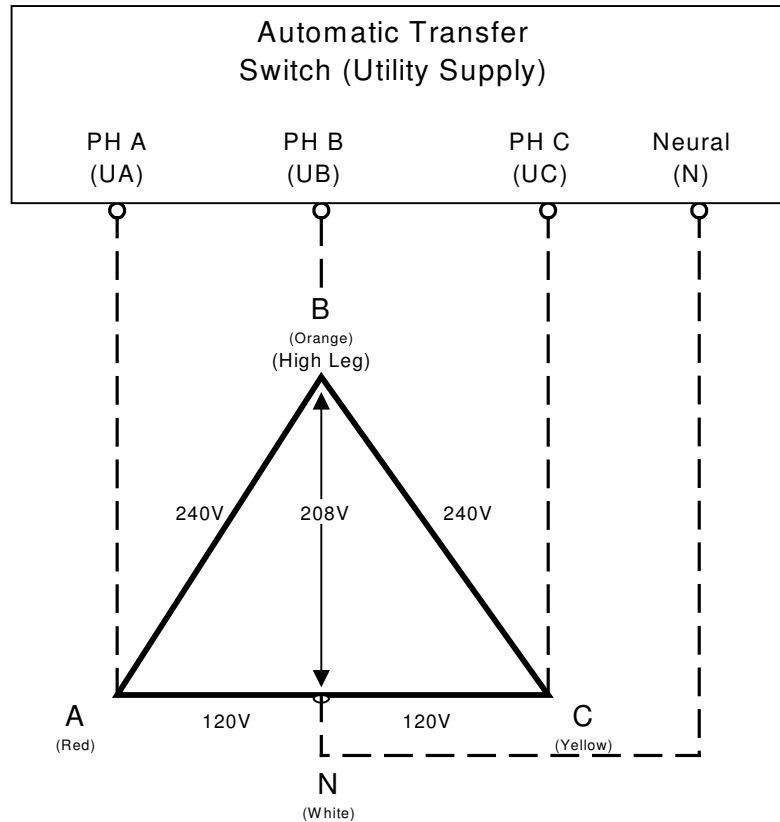 Automatic Transfer
Switch (Utility Supply)
PH A
(UA)
PH B
(UB)
PH C
(UC)
Neural
(N)
B
(Orange)
(High Leg)
240V
208V
240V
A
(Red)
120V
120V
C
(Yellow)
N
(White)